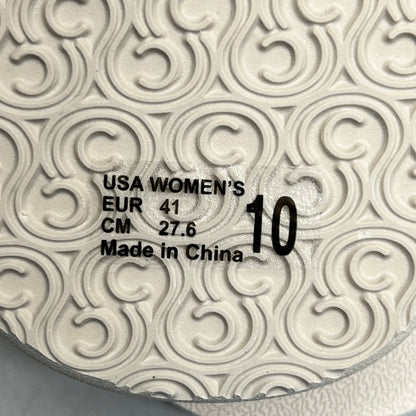 USA WOMEN'S
EUR 41
CM 27.6
Made in China
10